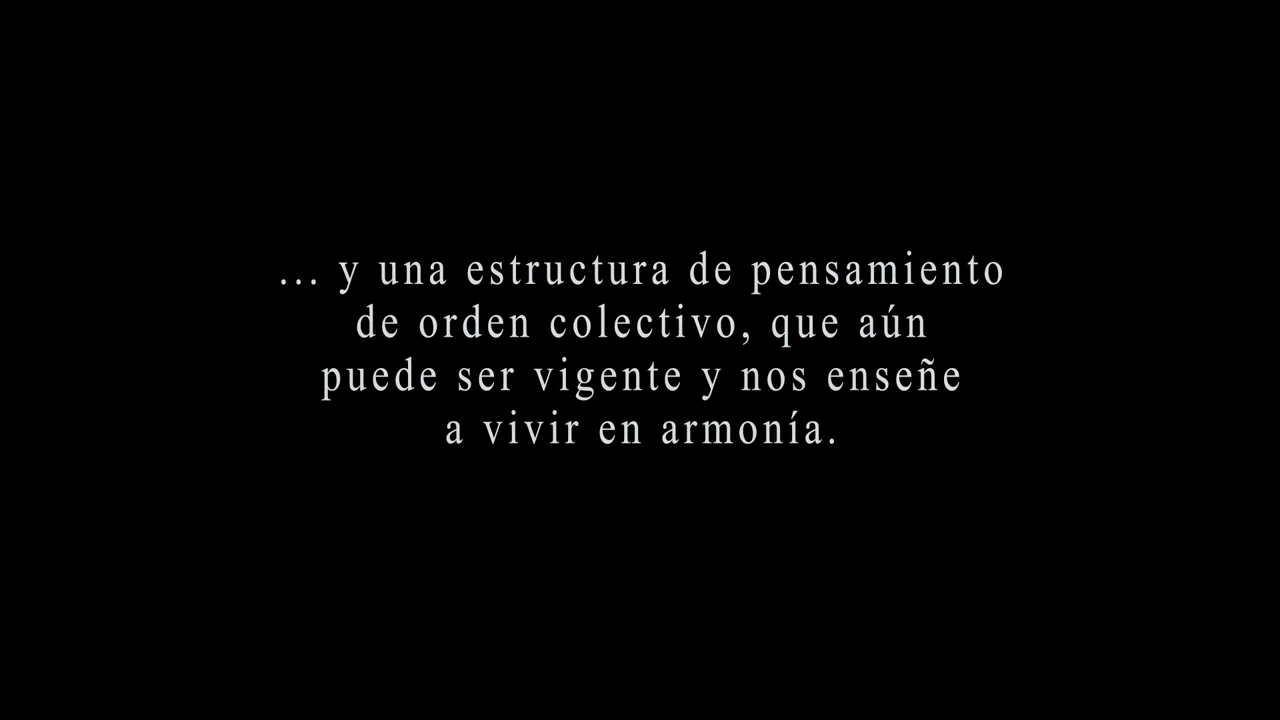 ... y una estructura de pensamiento
de orden colectivo, que aún
puede ser vigente y nos enseñe
a vivir en armonía.